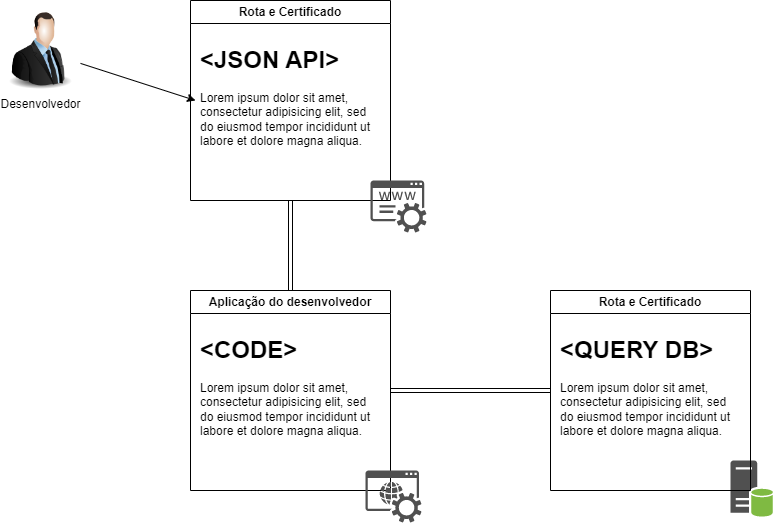 Rota e Certificado
<JSON API>
Lorem ipsum dolor sit amet,
consectetur adipisicing elit, sed
do eiusmod tempor incididunt ut
labore et dolore magna aliqua.
Desenvolvedor
WWW
Aplicação do desenvolvedor
<CODE>
Lorem ipsum dolor sit amet,
consectetur adipisicing elit, sed
do eiusmod tempor incididunt ut
labore et dolore magna aliqua.
Rota e Certificado
<QUERY DB>
Lorem ipsum dolor sit amet,
consectetur adipisicing elit, sed
do eiusmod tempor incididunt ut
labore et dolore magna aliqua.